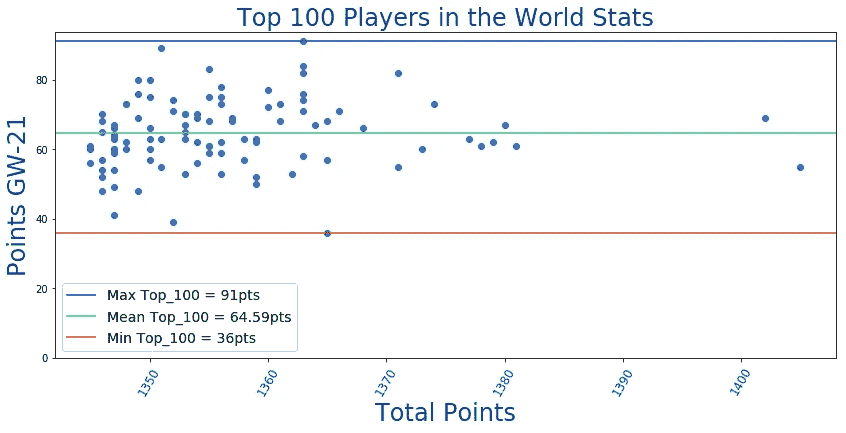 Top 100 Players in the World Stats
Points GW-21
80
60
40
20
0
Max Top_100 = 91pts
Mean Top_100 = 64.59pts
Min Top_100 = 36pts
1350
1360
1370
1380
1390
1400
Total Points